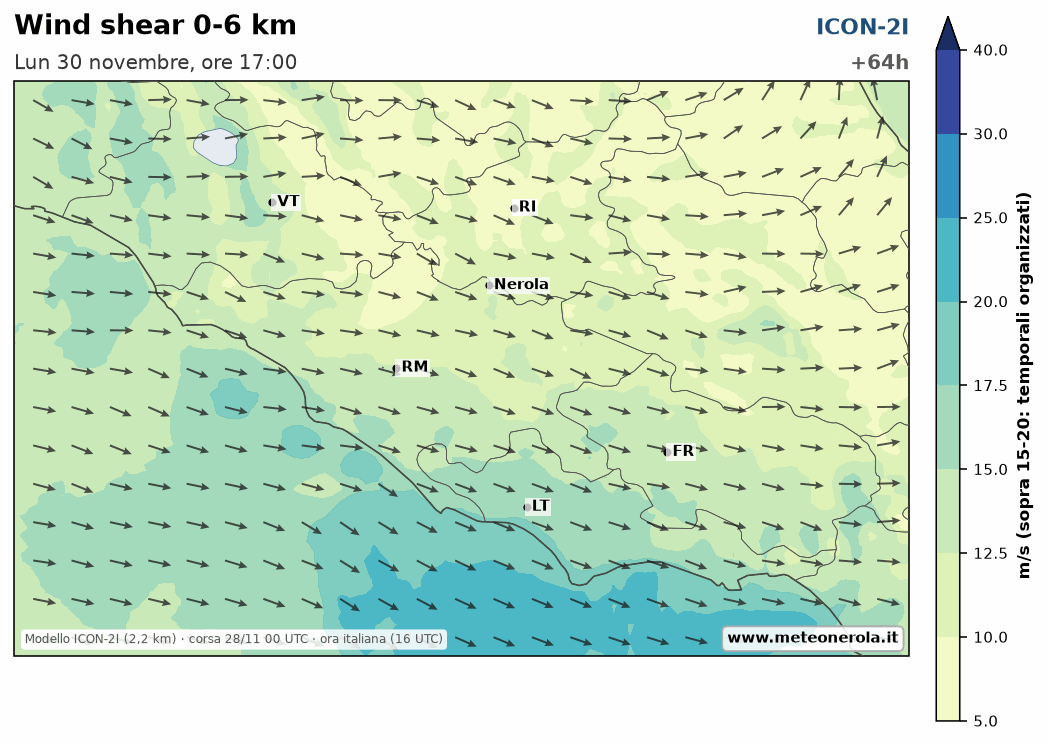 Wind shear 0-6 km
ICON-2I
Lun 30 novembre, ore 17:00
+64h
40.0
30.0
25.0
20.0
17.5
15.0
12.5
10.0
5.0
m/s (sopra 15-20: temporali organizzati)
VT
RI
Nerola
RM
FR
LT
Modello ICON-2I (2,2 km) · corsa 28/11 00 UTC · ora italiana (16 UTC)
www.meteonerola.it